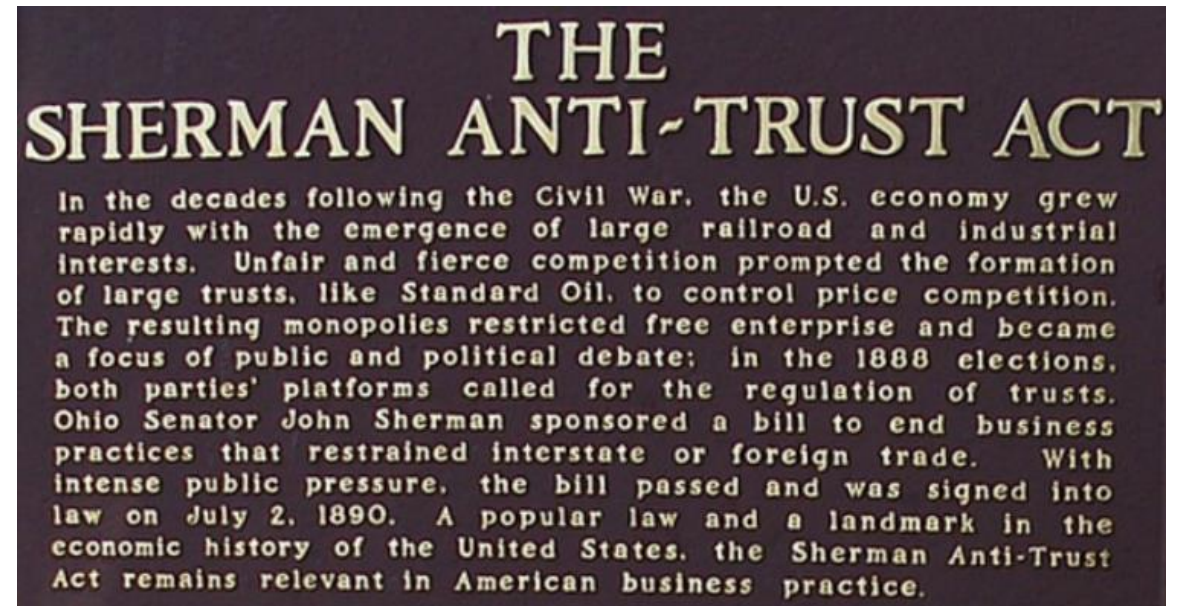 THE
SHERMAN ANTI-TRUST ACT
In the decades following the Civil War, the U.S. economy grew
rapidly with the emergence of large railroad and industrial
interests. Unfair and fierce competition prompted the formation
of large trusts, like Standard Oil, to control price competition.
The resulting monopolies restricted free enterprise and became
a focus of public and political debate; in the 1888 elections,
both parties' platforms called for the regulation of trusts.
Ohio Senator John Sherman sponsored a bill to end business
practices that restrained interstate or foreign trade. With
intense public pressure, the bill passed and was signed into
law on July 2, 1890. A popular law and a landmark in the
economic history of the United States, the Sherman Anti-Trust
Act remains relevant in American business practice.